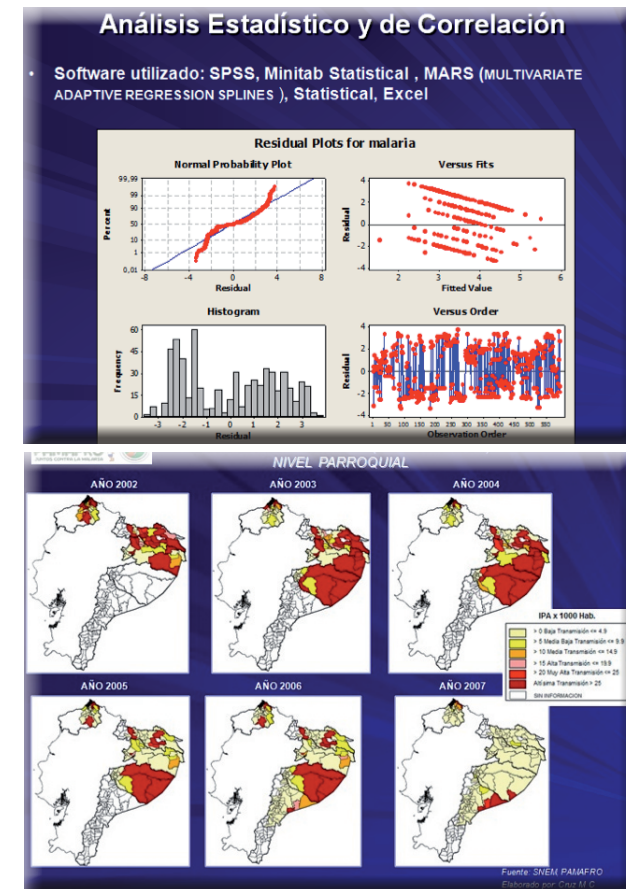 Análisis Estadístico y de Correlación
• Software utilizado: SPSS, Minitab Statistical , MARS (MULTIVARIATE
ADAPTIVE REGRESSION SPLINES ), Statistical, Excel
Residual Plots for malaria
Normal Probability Plot
Percent
99,99
99
90
50
10
1
0,01
-8 -4 0 4 8
Residual
Versus Fits
Residual
4
2
0
-2
-4
2 3 4 5 6
Fitted Value
Histogram
Frequency
60
45
30
15
0
-3 -2 -1 0 1 2 3
Residual
Versus Order
Residual
4
2
0
-2
-4
1 50 100 150 200 250 300 350 400 450 500 550
Observation Order
JUNTOS CONTRA LA MALARIA
NIVEL PARROQUIAL
AÑO 2002 AÑO 2003 AÑO 2004
IPA x 1000 Hab.
> 0 Baja Transmisión <= 4.9
> 5 Media Baja Transmisión <= 9.9
> 10 Media Transmisión <= 14.9
> 15 Alta Transmisión <= 19.9
> 20 Muy Alta Transmisión <= 25
Altísima Transmisión > 25
SIN INFORMACION
AÑO 2005 AÑO 2006 AÑO 2007
Fuente: SNEM, PAMAFRO
Elaborado por: Cruz M.C.